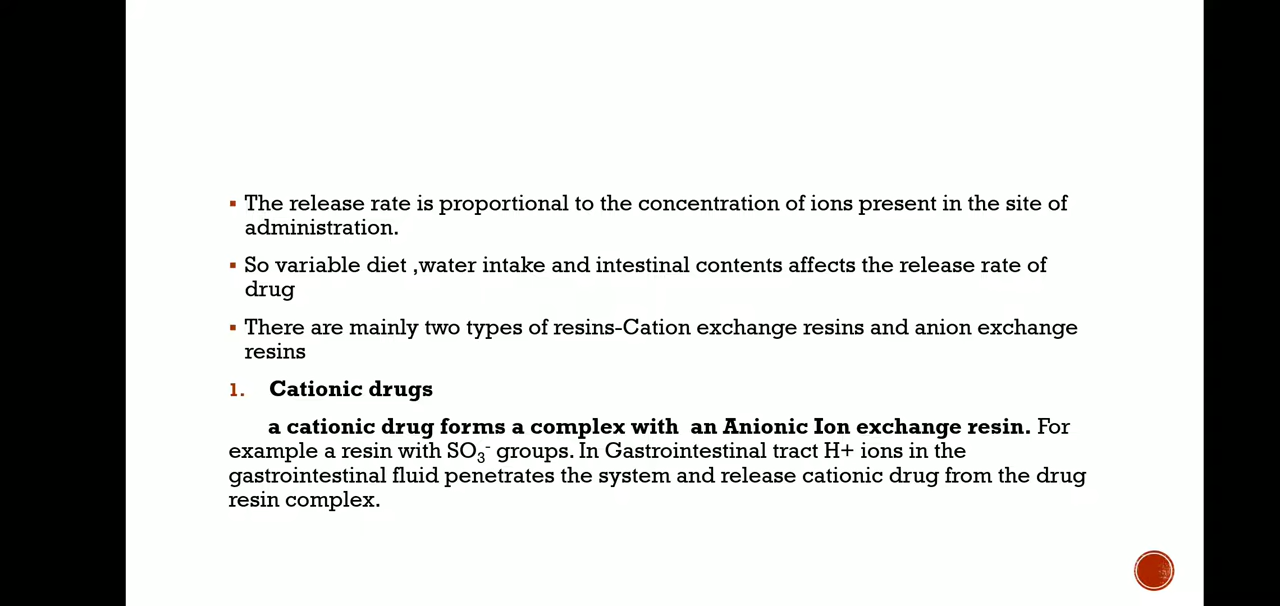 ▪ The release rate is proportional to the concentration of ions present in the site of
administration.
▪ So variable diet ,water intake and intestinal contents affects the release rate of
drug
▪ There are mainly two types of resins-Cation exchange resins and anion exchange
resins
1. Cationic drugs
a cationic drug forms a complex with an Anionic Ion exchange resin. For
example a resin with SO₃⁻ groups. In Gastrointestinal tract H+ ions in the
gastrointestinal fluid penetrates the system and release cationic drug from the drug
resin complex.